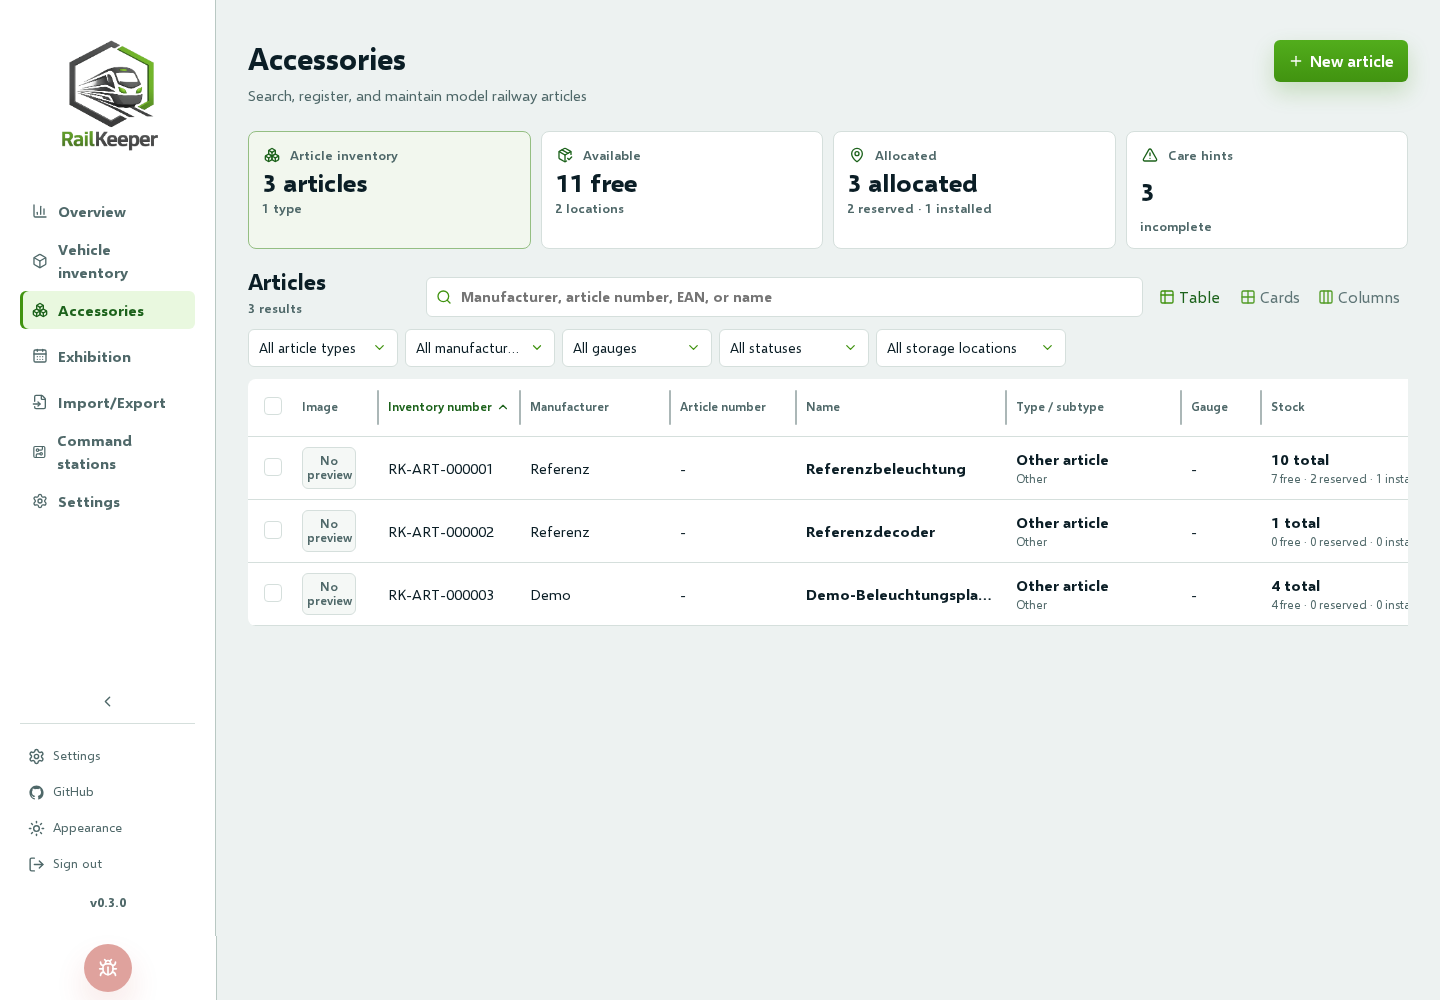 RailKeeper
Overview
Vehicle
inventory
Accessories
Exhibition
Import/Export
Command
stations
Settings
Settings
GitHub
Appearance
Sign out
v0.3.0
Accessories
Search, register, and maintain model railway articles
New article
Article inventory
3 articles
1 type
Available
11 free
2 locations
Allocated
3 allocated
2 reserved · 1 installed
Care hints
3
incomplete
Articles
3 results
Manufacturer, article number, EAN, or name
Table Cards Columns
All article types All manufactur... All gauges All statuses All storage locations
Image Inventory number Manufacturer Article number Name Type / subtype Gauge Stock
No
preview
RK-ART-000001 Referenz - Referenzbeleuchtung Other article - 10 total
Other 7 free · 2 reserved · 1 insta
No
preview
RK-ART-000002 Referenz - Referenzdecoder Other article - 1 total
Other 0 free · 0 reserved · 0 insta
No
preview
RK-ART-000003 Demo - Demo-Beleuchtungspla... Other article - 4 total
Other 4 free · 0 reserved · 0 insta